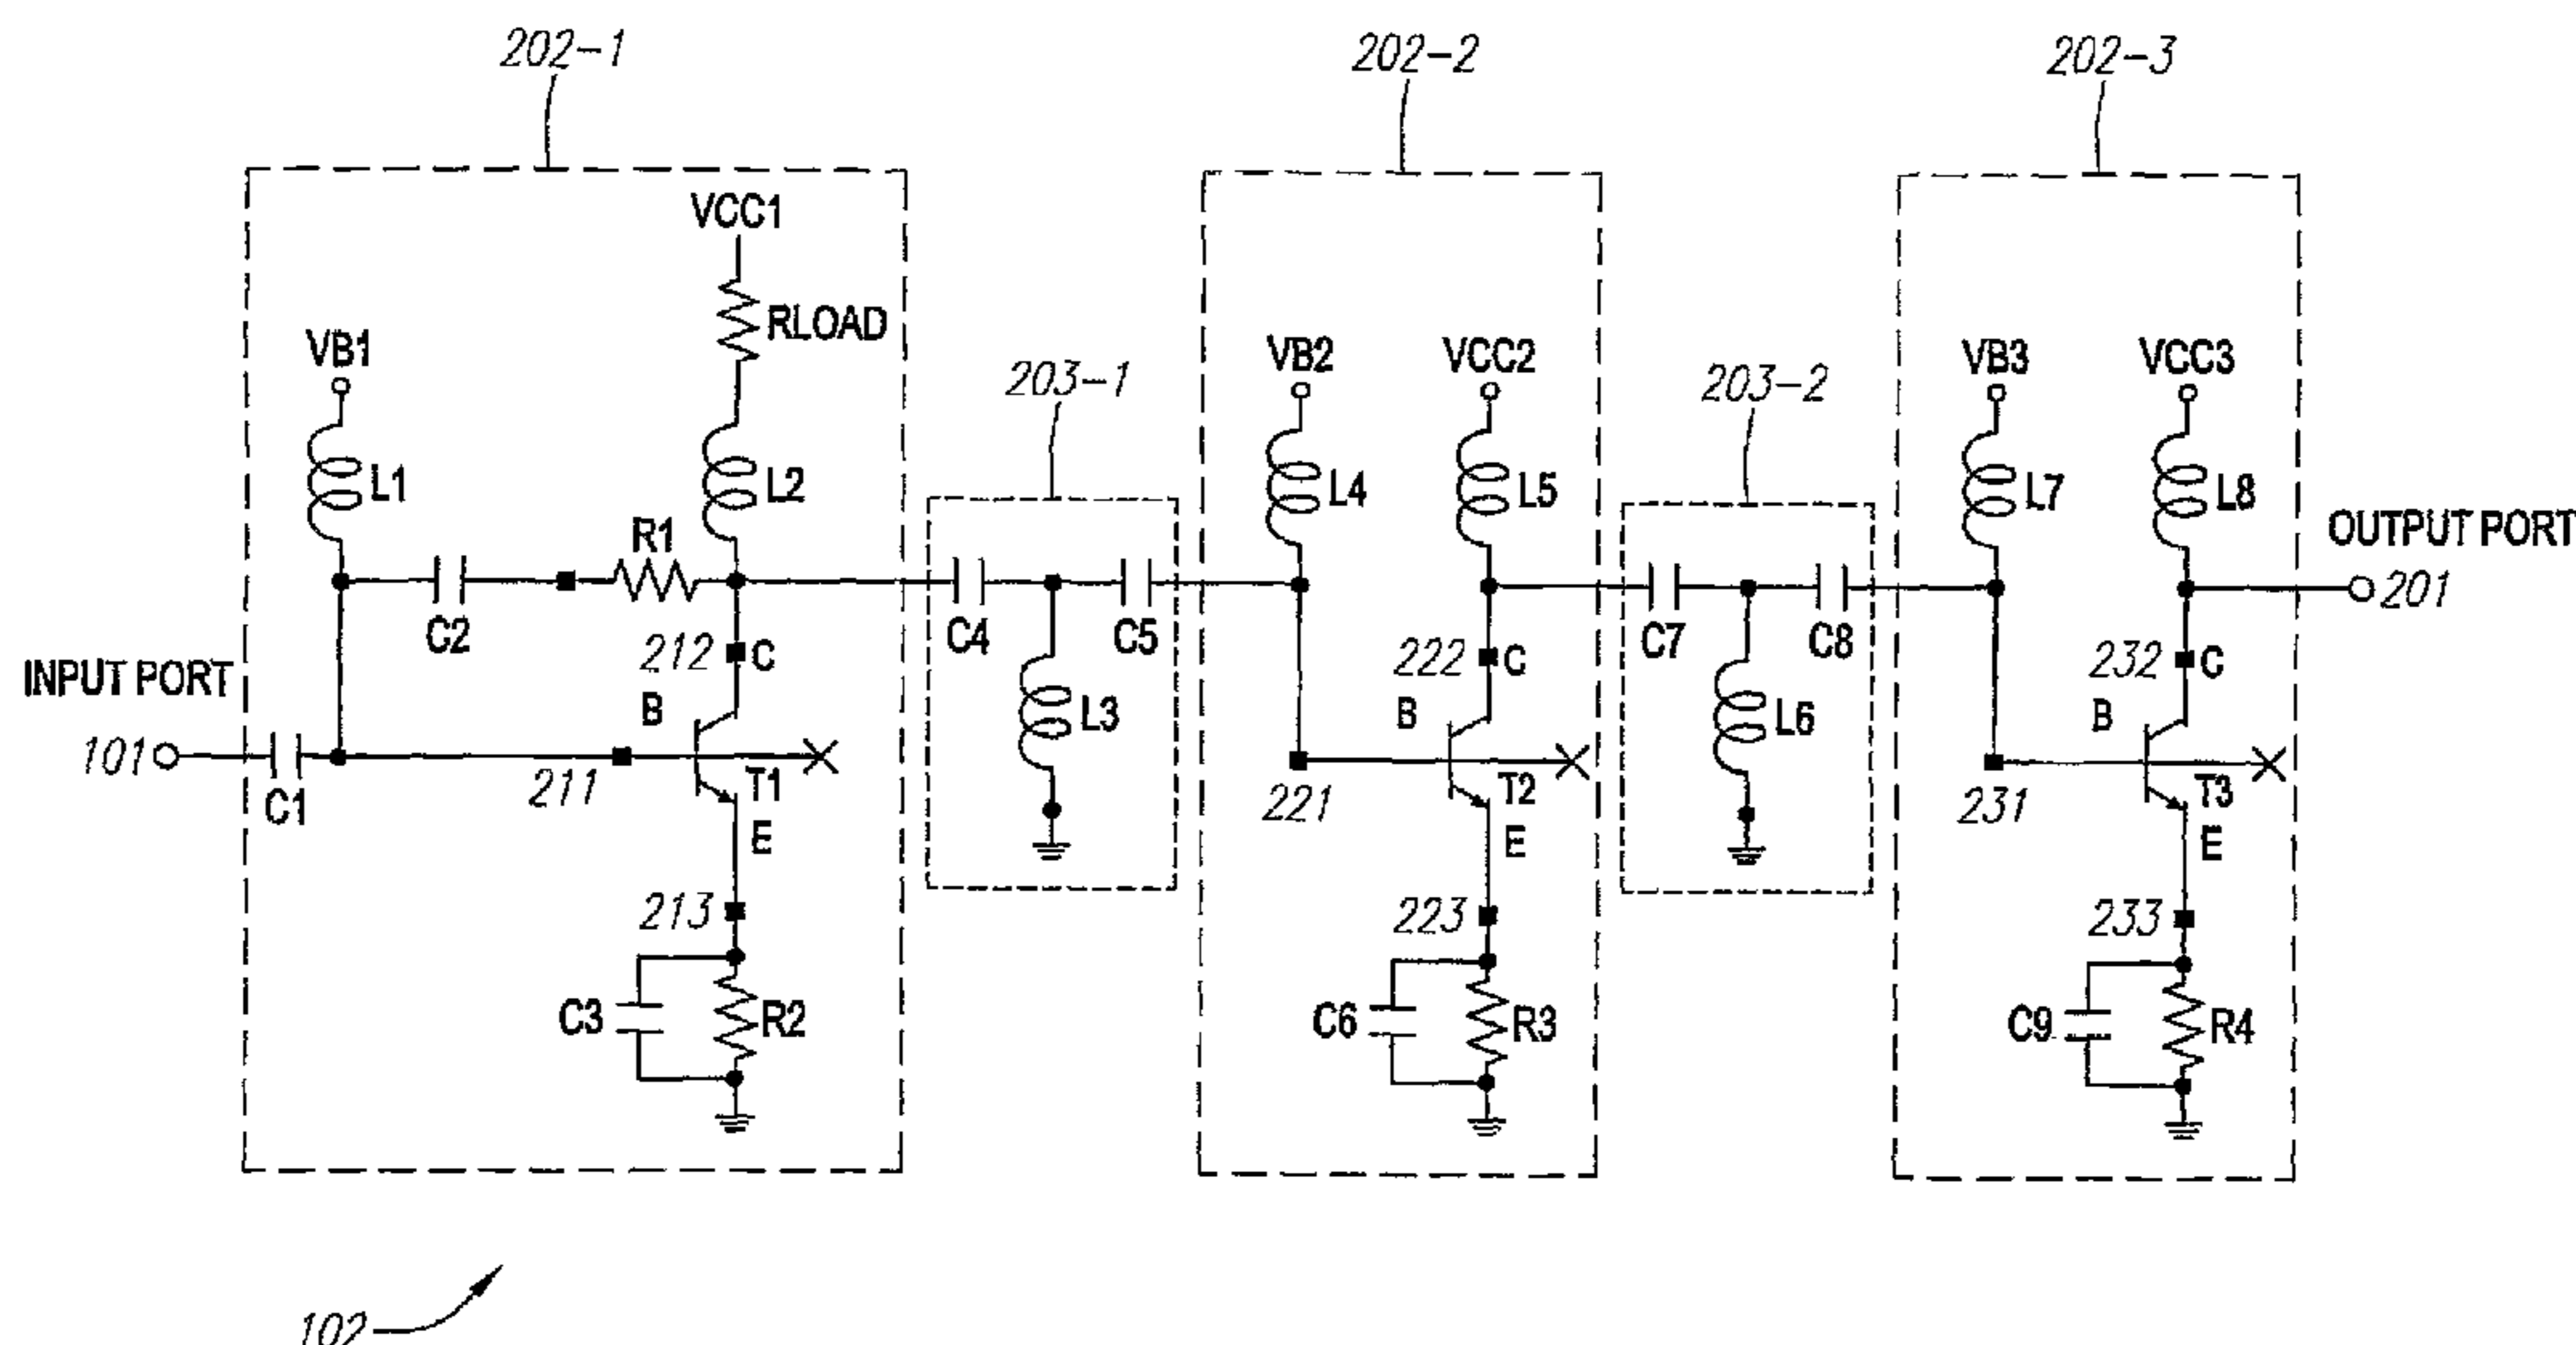 202-1
202-2
202-3
VCC1
RLOAD
VB1
203-1
VB2
VCC2
203-2
VB3
VCC3
L1
L2
L4
L5
L7
L8
R1
OUTPUT PORT
201
C2
C4
C5
C7
C8
212
C
222
C
232
C
INPUT PORT
B
L3
B
L6
B
101
C1
211
T1
221
T2
231
T3
E
E
E
213
223
233
C3
R2
C6
R3
C9
R4
102